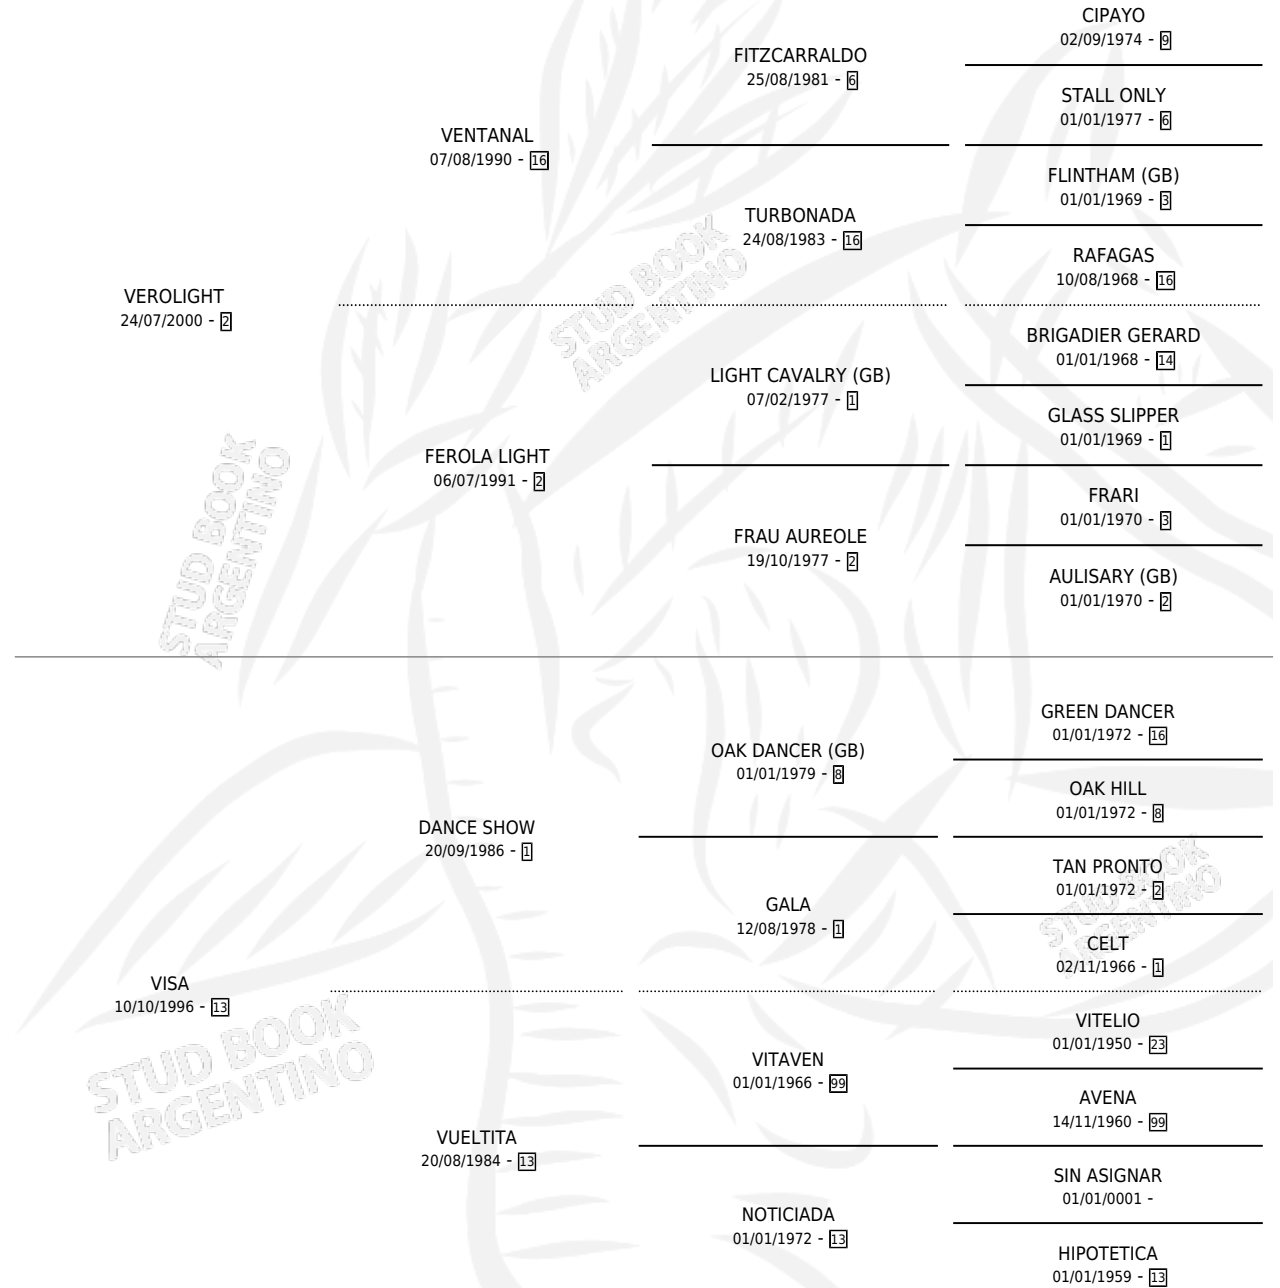 CIPAYO
02/09/1974 - 9
FITZCARRALDO
25/08/1981 - 6
STALL ONLY
01/01/1977 - 6
VENTANAL
07/08/1990 - 16
FLINTHAM (GB)
01/01/1969 - 3
TURBONADA
24/08/1983 - 16
RAFAGAS
10/08/1968 - 16
VEROLIGHT
24/07/2000 - 2
STUD BOOK
ARGENTINO
BRIGADIER GERARD
01/01/1968 - 14
LIGHT CAVALRY (GB)
07/02/1977 - 1
GLASS SLIPPER
01/01/1969 - 1
FEROLA LIGHT
06/07/1991 - 2
FRARI
01/01/1970 - 3
FRAU AUREOLE
19/10/1977 - 2
AULISARY (GB)
01/01/1970 - 2
STUD BOOK
ARGENTINO
GREEN DANCER
01/01/1972 - 16
OAK DANCER (GB)
01/01/1979 - 8
OAK HILL
01/01/1972 - 8
DANCE SHOW
20/09/1986 - 1
TAN PRONTO
01/01/1972 - 2
GALA
12/08/1978 - 1
STUD BOOK
ARGENTINO
CELT
02/11/1966 - 1
VISA
10/10/1996 - 13
VITELIO
01/01/1950 - 23
VITAVEN
01/01/1966 - 99
STUD BOOK
ARGENTINO
AVENA
14/11/1960 - 99
VUELTITA
20/08/1984 - 13
SIN ASIGNAR
01/01/0001 -
NOTICIADA
01/01/1972 - 13
HIPOTETICA
01/01/1959 - 13